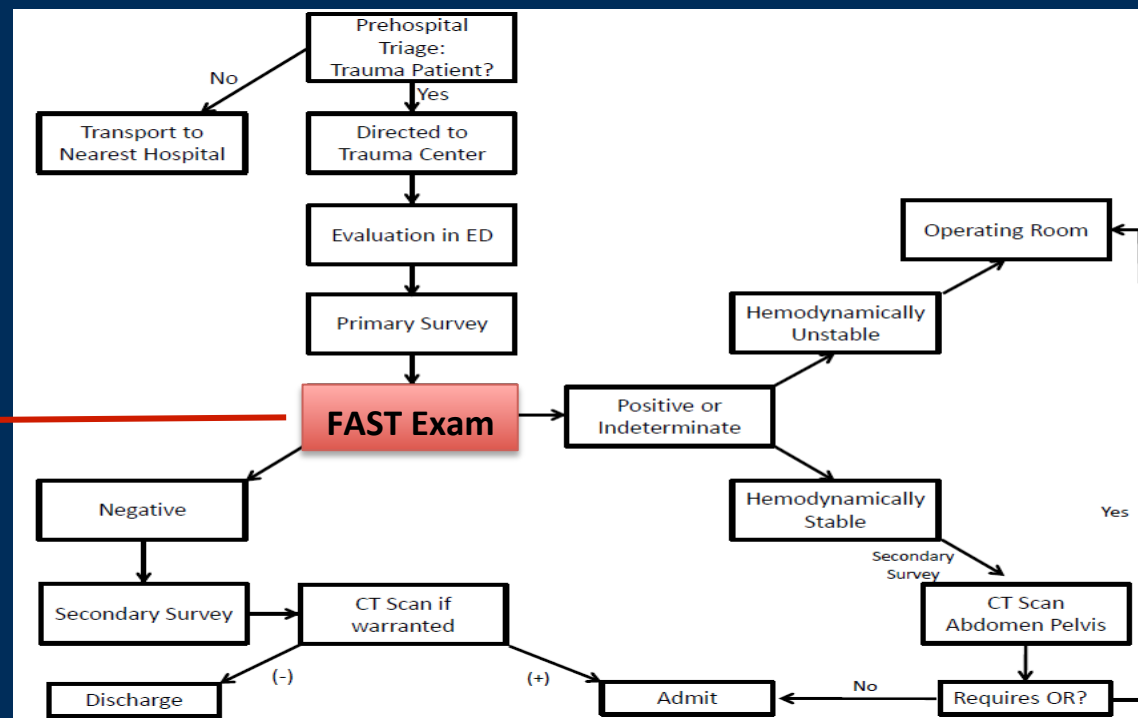 Prehospital
Triage:
Trauma Patient?
No
Yes
Transport to
Nearest Hospital
Directed to
Trauma Center
Evaluation in ED
Operating Room
Primary Survey
Hemodynamically
Unstable
FAST Exam
Positive or
Indeterminate
Negative
Hemodynamically
Stable
Yes
Secondary
Survey
Secondary Survey
CT Scan if
warranted
CT Scan
Abdomen Pelvis
(-)
(+)
Discharge
Admit
No
Requires OR?